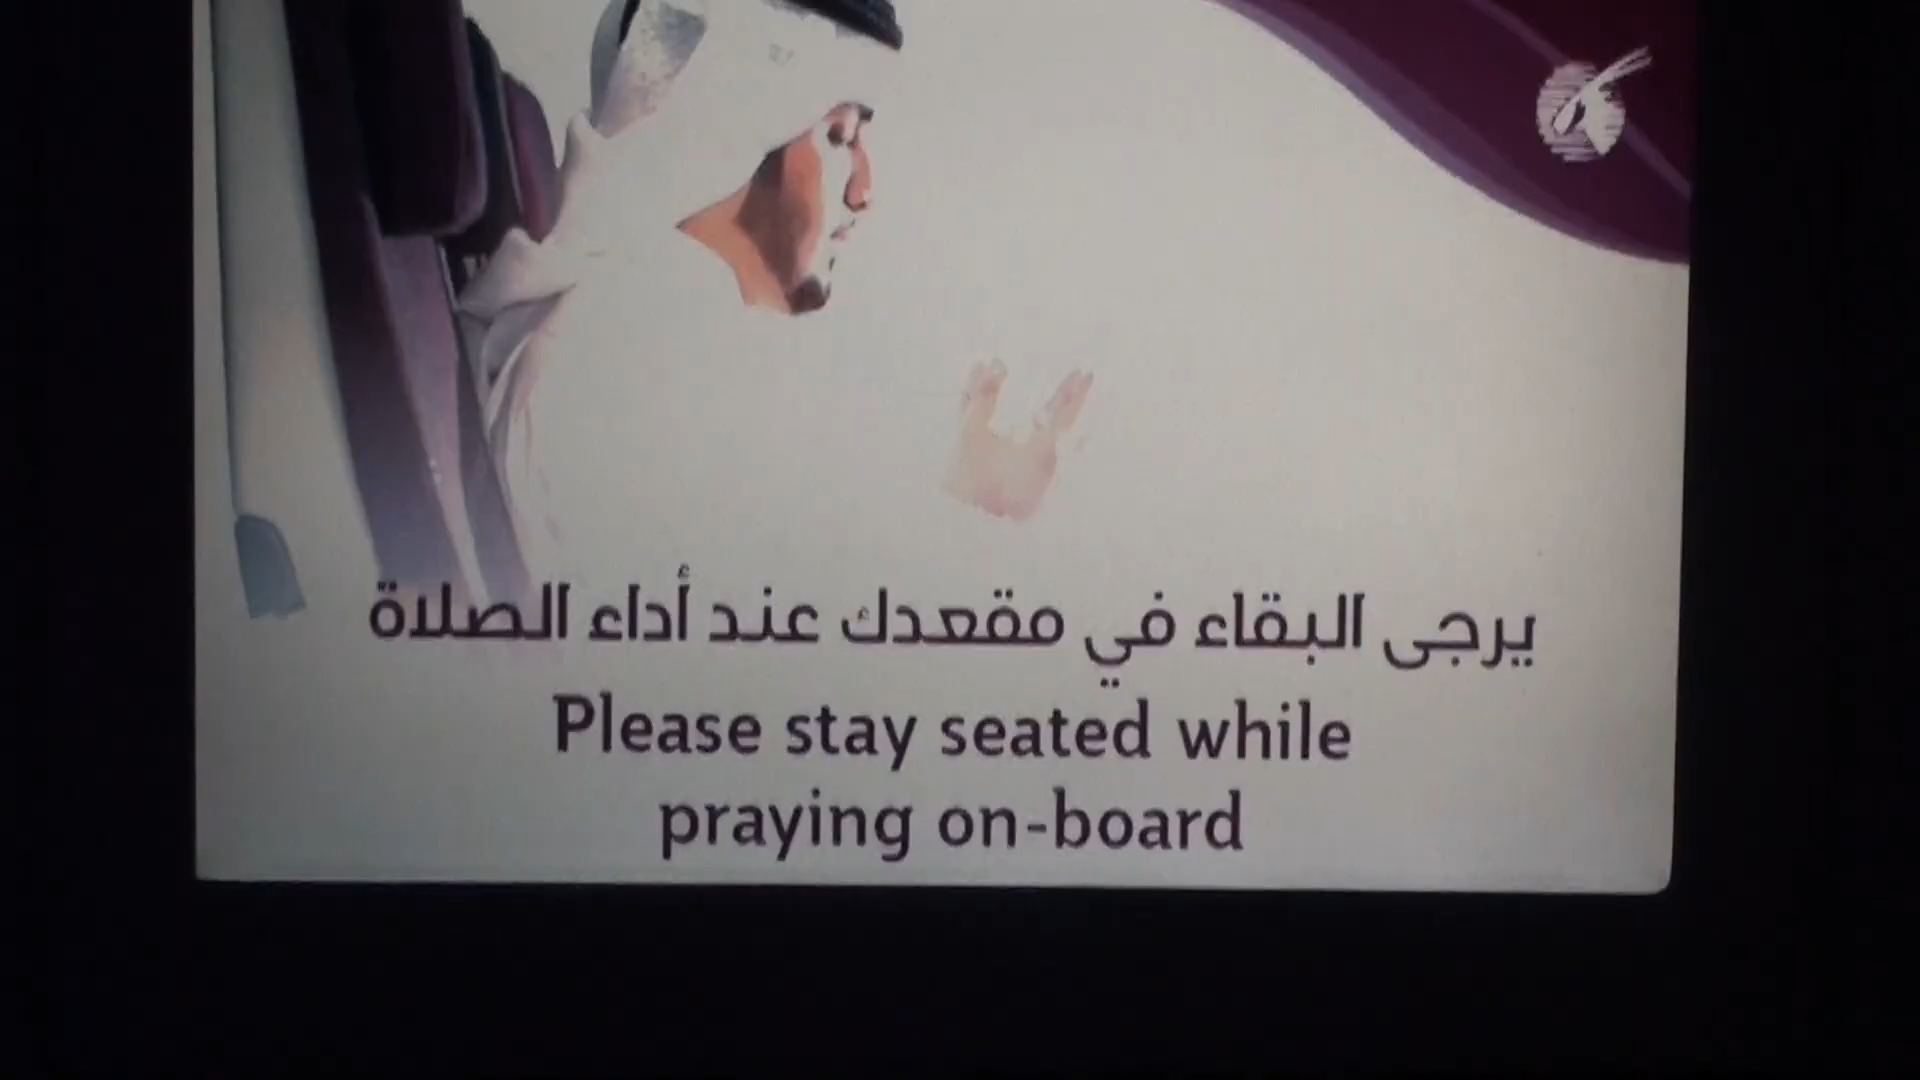 يرجى البقاء في مقعدك عند أداء الصلاة
Please stay seated while
praying on-board